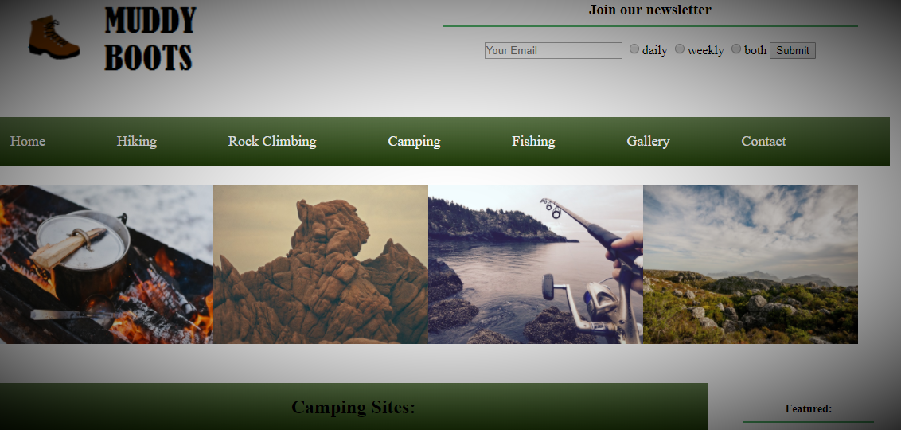 MUDDY
BOOTS
Join our newsletter
Your Email daily weekly both Submit
Home Hiking Rock Climbing Camping Fishing Gallery Contact
Camping Sites:
Featured: